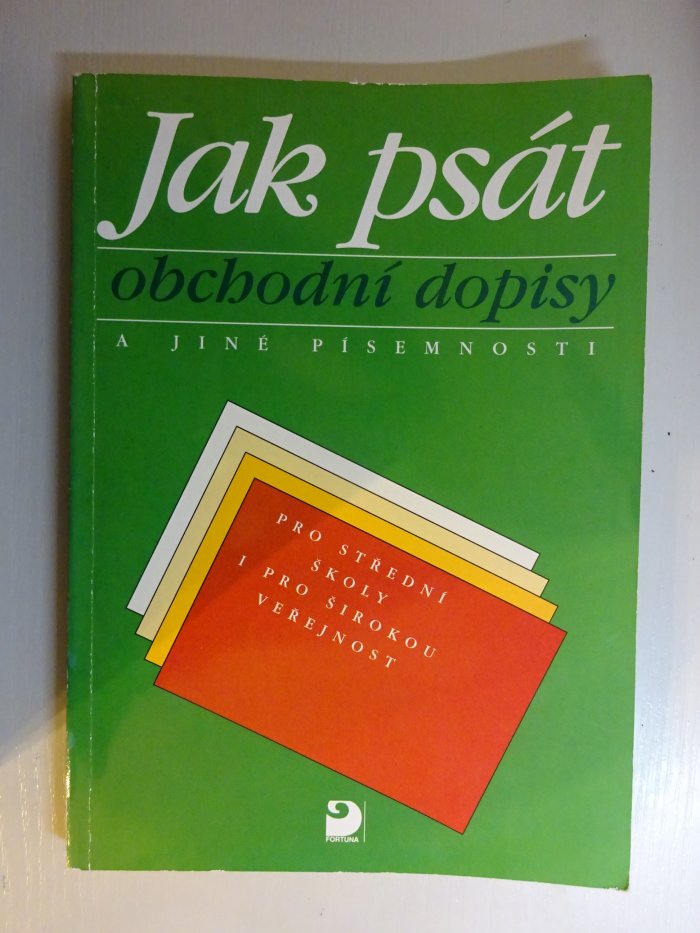 Jak psát
obchodní dopisy
A JINÉ PÍSEMNOSTI
PRO STŘEDNÍ
ŠKOLY
I PRO ŠIROKOU
VEŘEJNOST
FORTUNA